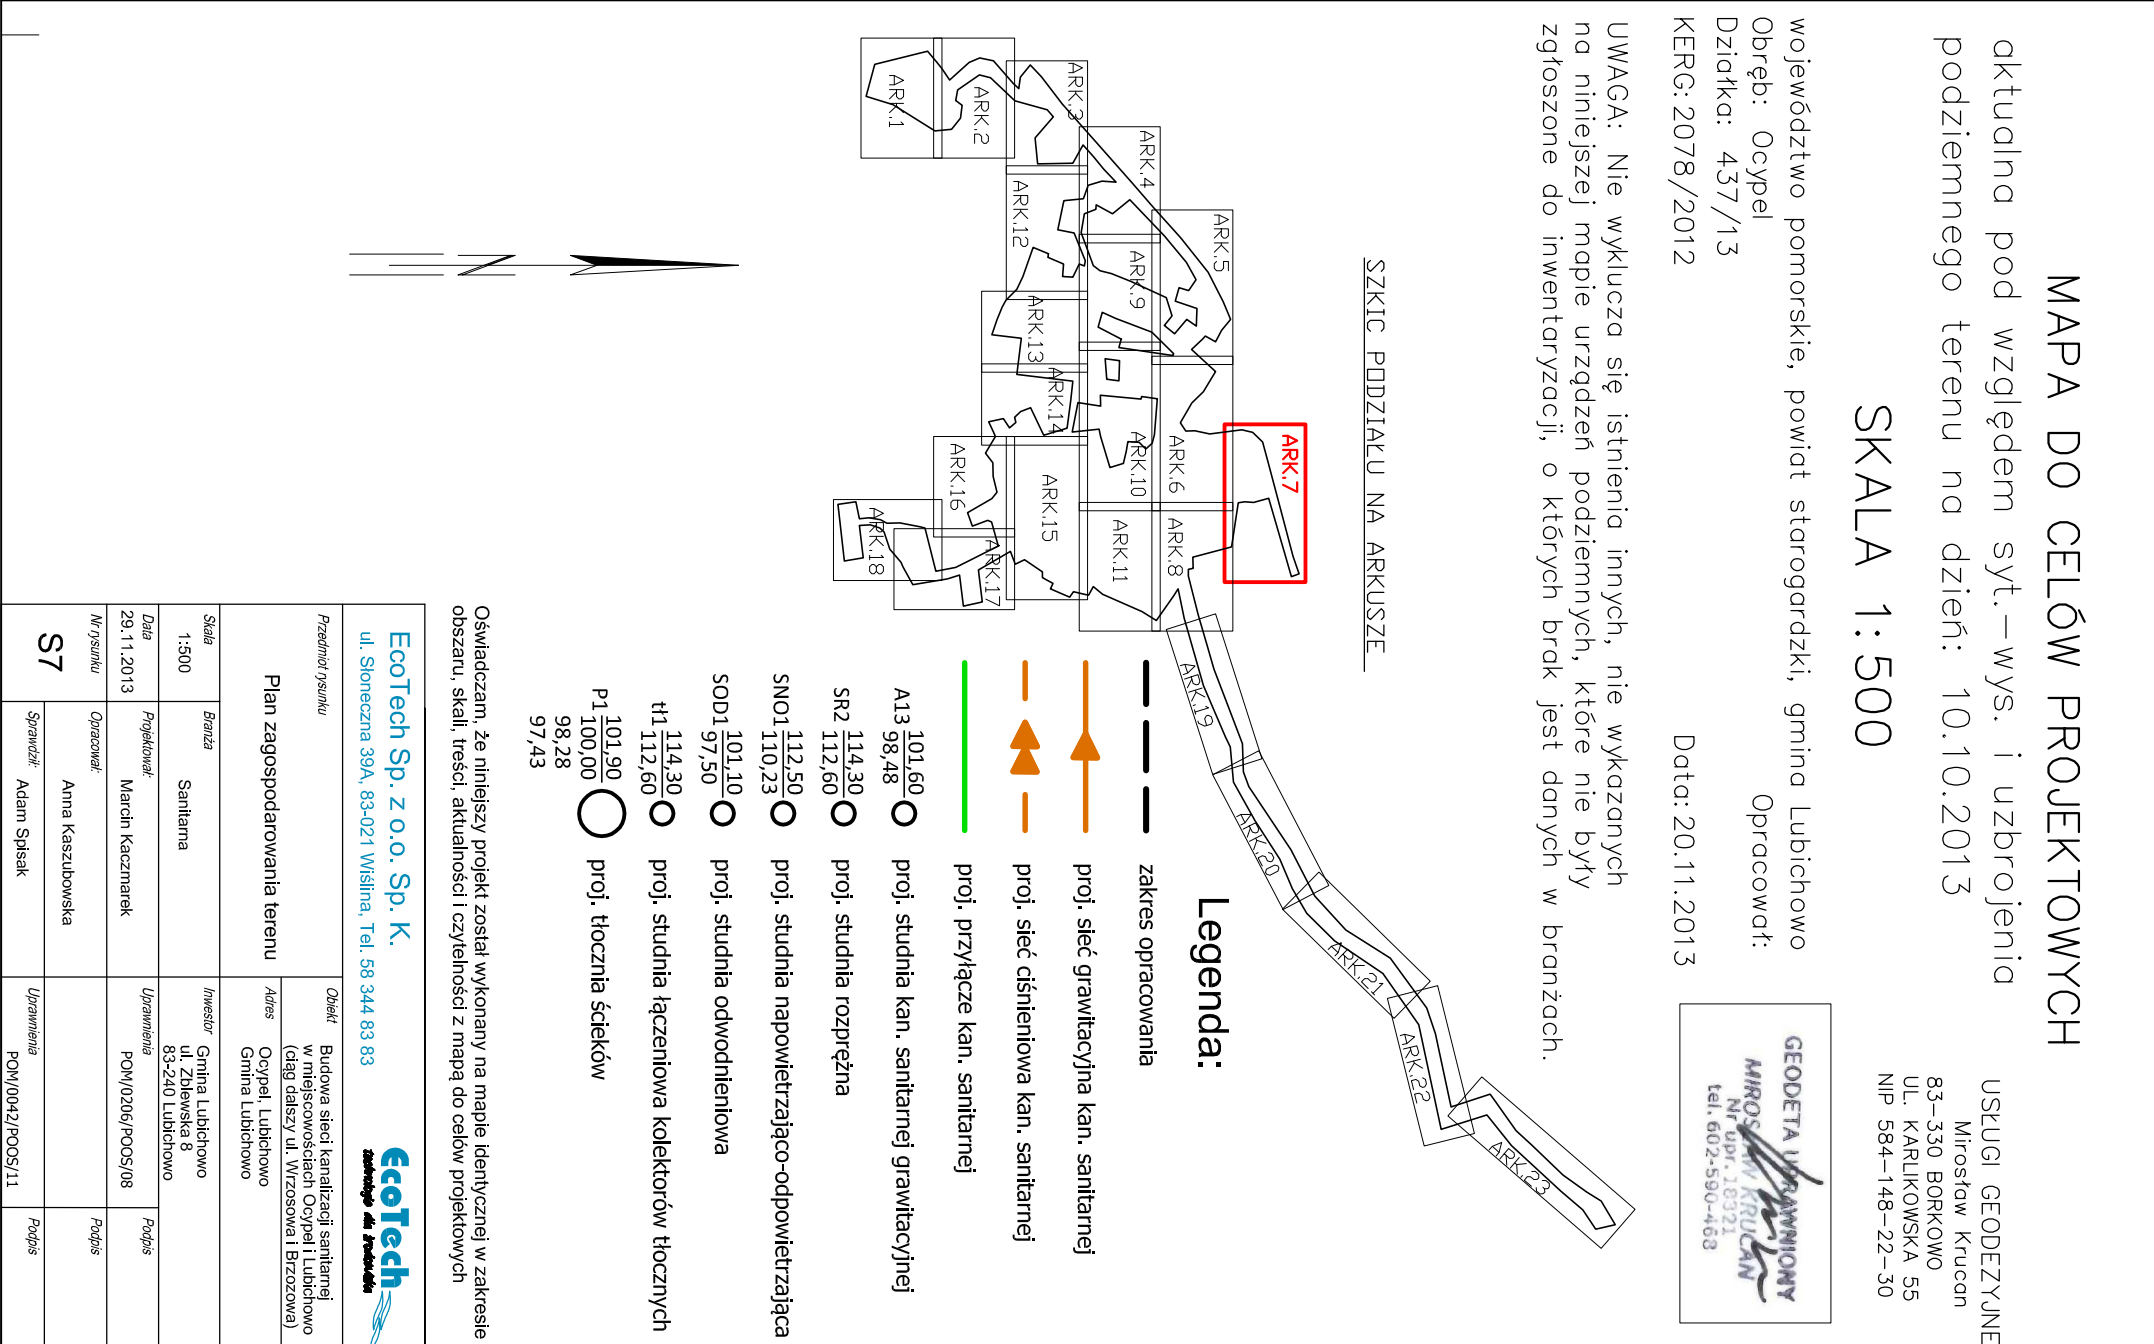 MAPA DO CELÓW PROJEKTOWYCH
aktualna pod względem syt.-wys. i uzbrojenia
podziemnego terenu na dzień: 10.10.2013
SKALA 1:500
USŁUGI GEODEZYJNE
Mirosław Krucan
83-330 BORKOWO
UL. KARLIKOWSKA 55
NIP 584-148-22-30
województwo pomorskie, powiat starogardzki, gmina Lubichowo
Obręb: Ocypel
Opracował:
Działka: 437/13
KERG: 2078/2012
Data: 20.11.2013
GEODETA UPRAWNIONY
MIROSŁAW KRUCAN
Nr upr. 18321
tel. 602-590-468
UWAGA: Nie wyklucza się istnienia innych, nie wykazanych
na niniejszej mapie urządzeń podziemnych, które nie były
zgłoszone do inwentaryzacji, o których brak jest danych w branżach.
SZKIC PODZIAŁU NA ARKUSZE
ARK.7
ARK.5
ARK.4
ARK.6
ARK.8
ARK.9
ARK.10
ARK.11
ARK.3
ARK.12
ARK.13
ARK.14
ARK.15
ARK.2
ARK.1
ARK.16
ARK.17
ARK.18
ARK.19
ARK.20
ARK.21
ARK.22
ARK.23
Legenda:
zakres opracowania
proj. sieć grawitacyjna kan. sanitarnej
proj. sieć ciśnieniowa kan. sanitarnej
proj. przyłącze kan. sanitarnej
A13 101,60 98,48 proj. studnia kan. sanitarnej grawitacyjnej
SR2 114,30 112,60 proj. studnia rozprężna
SNO1 112,50 110,23 proj. studnia napowietrzająco-odpowietrzająca
SOD1 101,10 97,50 proj. studnia odwodnieniowa
tł1 114,30 112,60 proj. studnia łączeniowa kolektorów tłocznych
P1 101,90 100,00 98,28 97,43 proj. tłocznia ścieków
Oświadczam, że niniejszy projekt został wykonany na mapie identycznej w zakresie
obszaru, skali, treści, aktualności i czytelności z mapą do celów projektowych
EcoTech Sp. z o.o. Sp. K.
ul. Słoneczna 39A, 83-021 Wiślina, Tel. 58 344 83 83
EcoTech
technologie dla środowiska
Przedmiot rysunku
Plan zagospodarowania terenu
Obiekt
Budowa sieci kanalizacji sanitarnej
w miejscowościach Ocypel i Lubichowo
(ciąg dalszy ul. Wrzosowa i Brzozowa)
Adres
Ocypel, Lubichowo
Gmina Lubichowo
Skala
1:500
Branża
Sanitarna
Inwestor
Gmina Lubichowo
ul. Zblewska 8
83-240 Lubichowo
Data
29.11.2013
Projektował:
Marcin Kaczmarek
Uprawnienia
POM/0206/POOS/08
Podpis
Nr rysunku
S7
Opracował:
Anna Kaszubowska
Podpis
Sprawdził:
Adam Spisak
Uprawnienia
POM/0042/POOS/11
Podpis